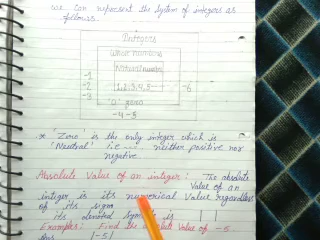 We can represent the system of integers as
follows.
Integers
Whole numbers
Natural number
-1
-2
-3
1,2,3,4,5
-6
'0' zero
-4 -5
* Zero is the only integer which is
'Neutral' i.e... neither positive nor
negative.
Absolute Value of an integer: The absolute
Value of an
integer is its numerical value regardless
of its sign
its denoted symbol is | |
Examples: Find the absolute value of -5
|-5|